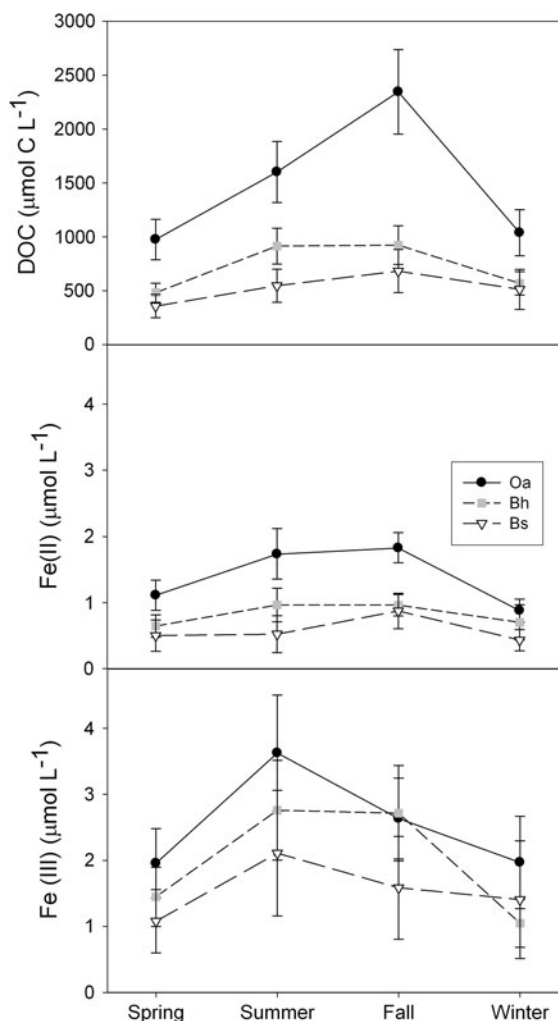 3000
2500
2000
1500
1000
500
0
DOC (μmol C L⁻¹)
4
3
2
1
0
Fe(II) (μmol L⁻¹)
Oa
Bh
Bs
4
3
2
1
0
Fe (III) (μmol L⁻¹)
Spring Summer Fall Winter